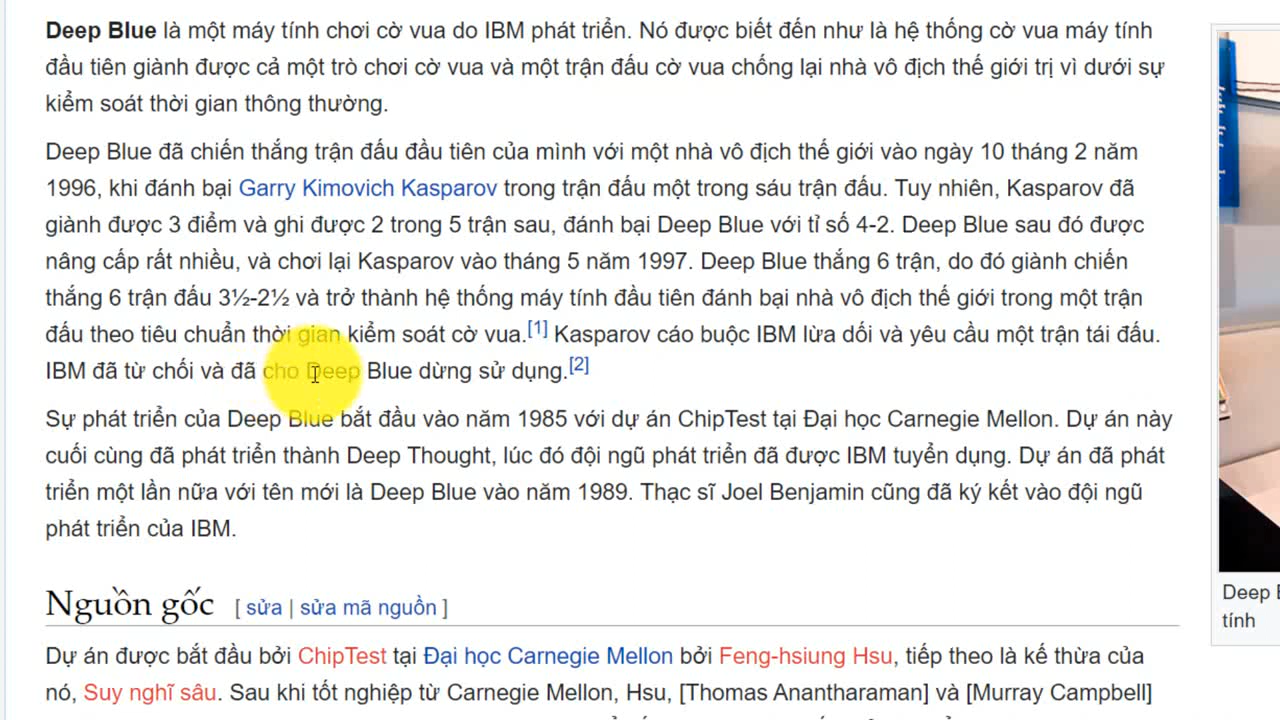 Deep Blue là một máy tính chơi cờ vua do IBM phát triển. Nó được biết đến như là hệ thống cờ vua máy tính
đầu tiên giành được cả một trò chơi cờ vua và một trận đấu cờ vua chống lại nhà vô địch thế giới trị vì dưới sự
kiểm soát thời gian thông thường.
Deep Blue đã chiến thắng trận đấu đầu tiên của mình với một nhà vô địch thế giới vào ngày 10 tháng 2 năm
1996, khi đánh bại Garry Kimovich Kasparov trong trận đấu một trong sáu trận đấu. Tuy nhiên, Kasparov đã
giành được 3 điểm và ghi được 2 trong 5 trận sau, đánh bại Deep Blue với tỉ số 4-2. Deep Blue sau đó được
nâng cấp rất nhiều, và chơi lại Kasparov vào tháng 5 năm 1997. Deep Blue thắng 6 trận, do đó giành chiến
thắng 6 trận đấu 3½-2½ và trở thành hệ thống máy tính đầu tiên đánh bại nhà vô địch thế giới trong một trận
đấu theo tiêu chuẩn thời gian kiểm soát cờ vua.[1] Kasparov cáo buộc IBM lừa dối và yêu cầu một trận tái đấu.
IBM đã từ chối và đã cho Deep Blue dừng sử dụng.[2]
Sự phát triển của Deep Blue bắt đầu vào năm 1985 với dự án ChipTest tại Đại học Carnegie Mellon. Dự án này
cuối cùng đã phát triển thành Deep Thought, lúc đó đội ngũ phát triển đã được IBM tuyển dụng. Dự án đã phát
triển một lần nữa với tên mới là Deep Blue vào năm 1989. Thạc sĩ Joel Benjamin cũng đã ký kết vào đội ngũ
phát triển của IBM.
Nguồn gốc [ sửa | sửa mã nguồn ]
Dự án được bắt đầu bởi ChipTest tại Đại học Carnegie Mellon bởi Feng-hsiung Hsu, tiếp theo là kế thừa của
nó, Suy nghĩ sâu. Sau khi tốt nghiệp từ Carnegie Mellon, Hsu, [Thomas Anantharaman] và [Murray Campbell]
Deep
tính